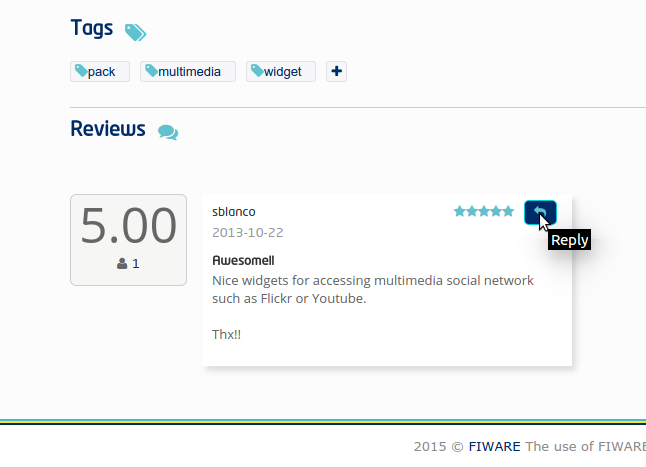 Tags
pack multimedia widget
Reviews
5.00
1
sblanco
2013-10-22
Reply
Awesome!!
Nice widgets for accessing multimedia social network
such as Flickr or Youtube.
Thx!!
2015 © FIWARE The use of FIWARE